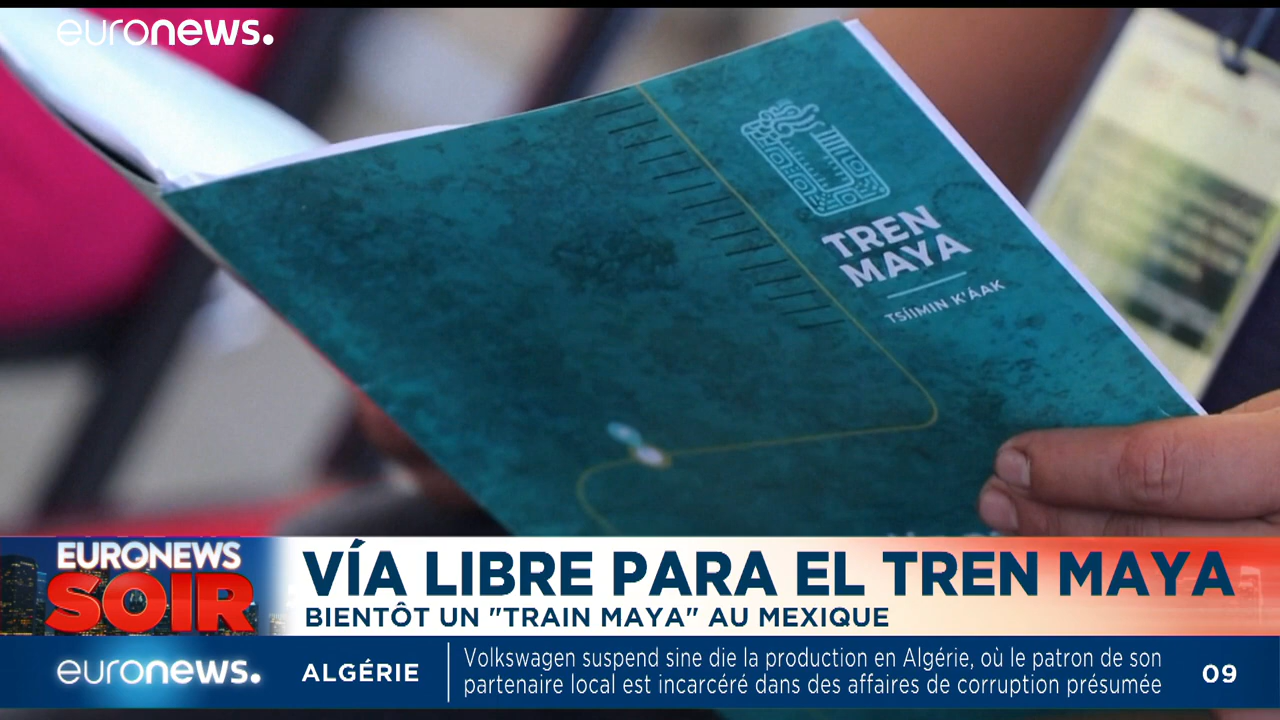 euronews.
TREN
MAYA
TSÍIMIN K'ÁAK
EURONEWS
SOIR
VÍA LIBRE PARA EL TREN MAYA
BIENTÔT UN "TRAIN MAYA" AU MEXIQUE
euronews.
ALGÉRIE
Volkswagen suspend sine die la production en Algérie, où le patron de son
partenaire local est incarcéré dans des affaires de corruption présumée
09